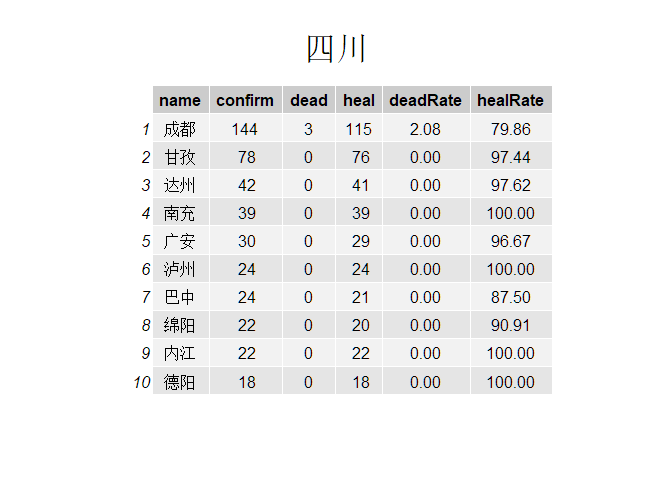 四川
name confirm dead heal deadRate healRate
1 成都 144 3 115 2.08 79.86
2 甘孜 78 0 76 0.00 97.44
3 达州 42 0 41 0.00 97.62
4 南充 39 0 39 0.00 100.00
5 广安 30 0 29 0.00 96.67
6 泸州 24 0 24 0.00 100.00
7 巴中 24 0 21 0.00 87.50
8 绵阳 22 0 20 0.00 90.91
9 内江 22 0 22 0.00 100.00
10 德阳 18 0 18 0.00 100.00